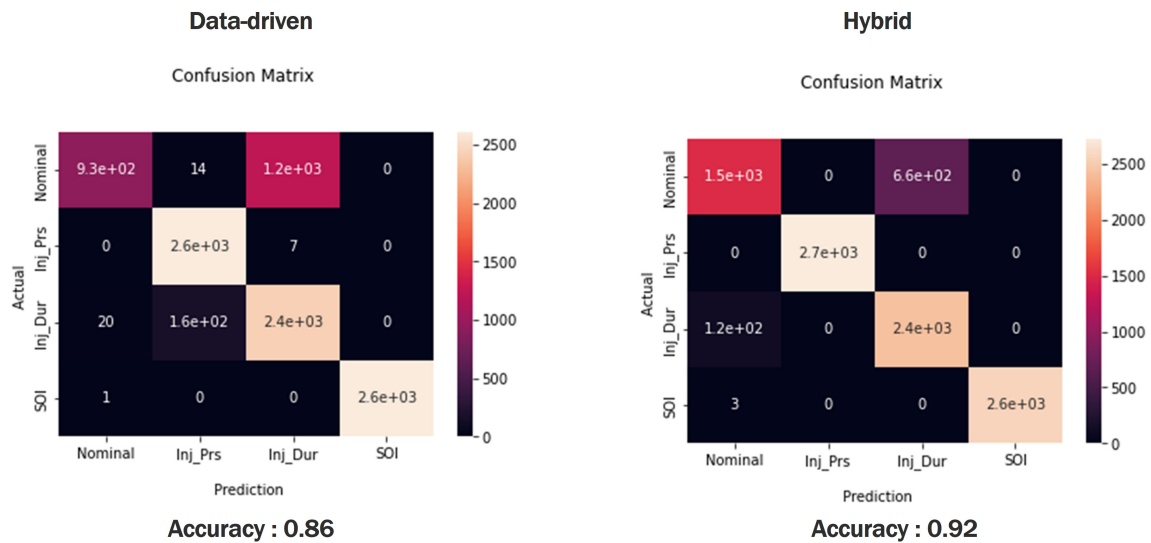 Data-driven
Confusion Matrix
Actual
Nominal 9.3e+02 14 1.2e+03 0
Inj_Prs 0 2.6e+03 7 0
Inj_Dur 20 1.6e+02 2.4e+03 0
SOI 1 0 0 2.6e+03
Nominal Inj_Prs Inj_Dur SOI
Prediction
2500
2000
1500
1000
500
0
Accuracy : 0.86
Hybrid
Confusion Matrix
Actual
Nominal 1.5e+03 0 6.6e+02 0
Inj_Prs 0 2.7e+03 0 0
Inj_Dur 1.2e+02 0 2.4e+03 0
SOI 3 0 0 2.6e+03
Nominal Inj_Prs Inj_Dur SOI
Prediction
2500
2000
1500
1000
500
0
Accuracy : 0.92